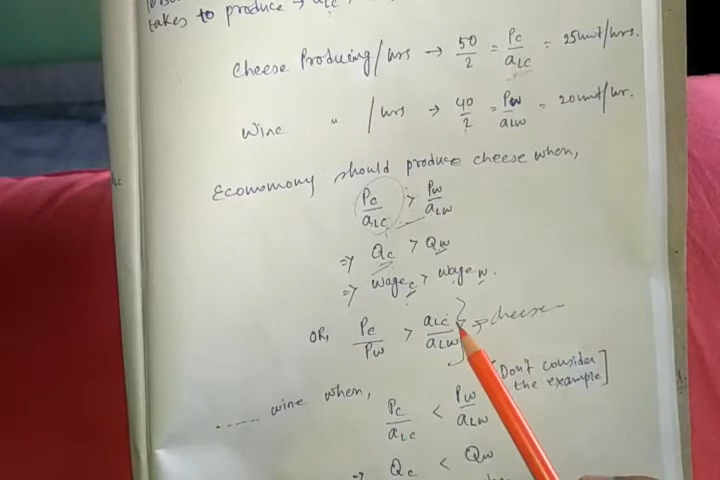 takes to produce → aLC
Cheese Producing/hrs → 50/2 = PC/aLC = 25unit/hrs.
Wine " /hrs → 40/2 = PW/aLW = 20unit/hr.
Economony should produce cheese when,
PC/aLC > PW/aLW
⇒ QC > QW
⇒ wagec > wagew.
OR, PC/PW > aLC/aLW } → cheese
[Don't consider
the example]
..... wine when,
PC/aLC < PW/aLW
⇒ QC < QW